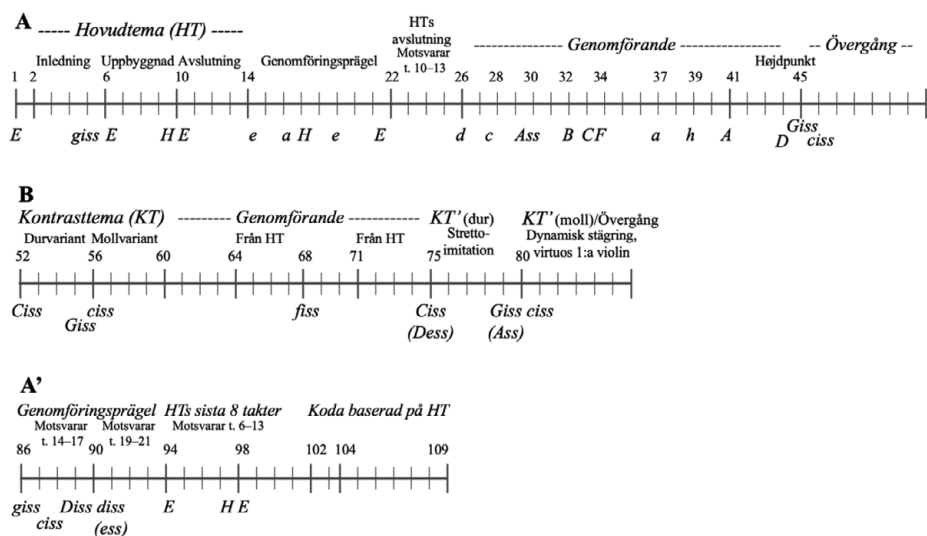 A
----- Hovudtema (HT) -----
HTs
avslutning
Motsvarar
t. 10–13
------------- Genomförande --------------
-- Övergång --
Inledning Uppbyggnad Avslutning Genomföringsprägel Höjdpunkt
1 2 6 10 14 22 26 28 30 32 34 37 39 41 45
E giss E H E e a H e E d c Ass B C F a h A D Giss ciss
B
Kontrasttema (KT) -------- Genomförande ----------- KT’ (dur) KT’ (moll)/Övergång
Durvariant Mollvariant Från HT Från HT Stretto-
imitation
Dynamisk stägring,
virtuos 1:a violin
52 56 60 64 68 71 75 80
Ciss Giss ciss fiss Ciss Giss ciss
(Dess) (Ass)
A’
Genomföringsprägel HTs sista 8 takter Koda baserad på HT
Motsvarar
t. 14–17
Motsvarar
t. 19–21
Motsvarar t. 6–13
86 90 94 98 102 104 109
giss ciss Diss diss E H E
(ess)